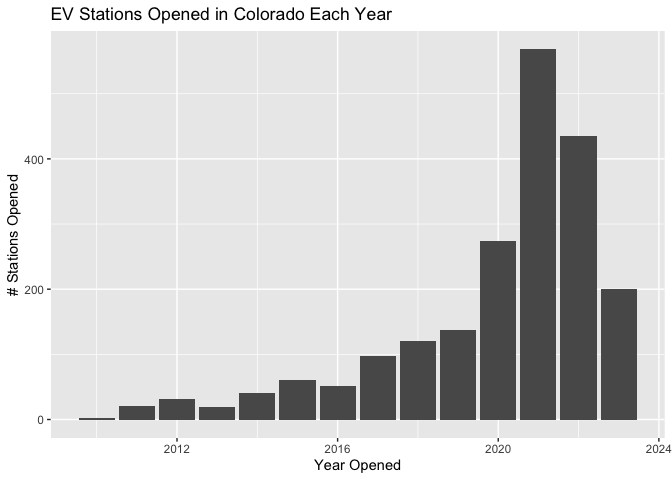 EV Stations Opened in Colorado Each Year
# Stations Opened
400
200
0
2012 2016 2020 2024
Year Opened